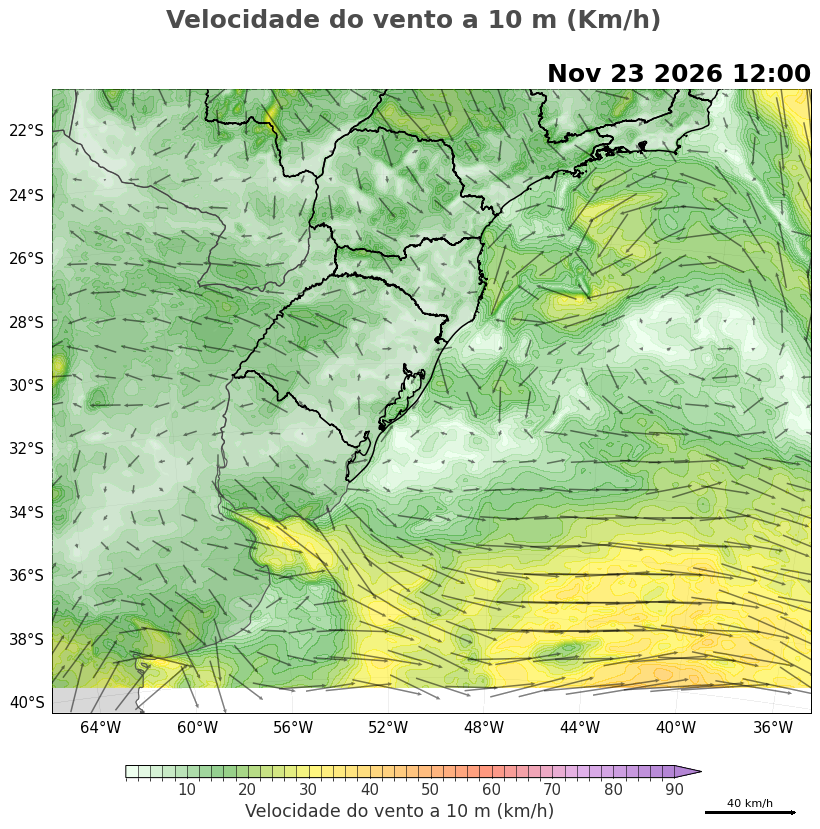 Velocidade do vento a 10 m (Km/h)
Nov 23 2026 12:00
22°S
24°S
26°S
28°S
30°S
32°S
34°S
36°S
38°S
40°S
64°W 60°W 56°W 52°W 48°W 44°W 40°W 36°W
10 20 30 40 50 60 70 80 90
Velocidade do vento a 10 m (km/h)
40 km/h